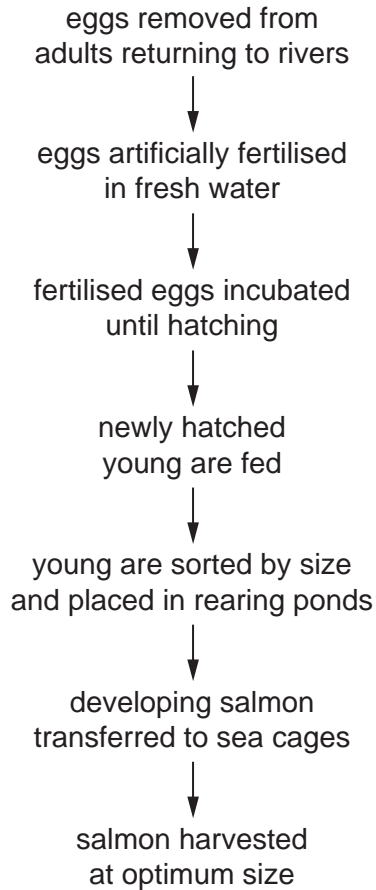 eggs removed from
adults returning to rivers
eggs artificially fertilised
in fresh water
fertilised eggs incubated
until hatching
newly hatched
young are fed
young are sorted by size
and placed in rearing ponds
developing salmon
transferred to sea cages
salmon harvested
at optimum size